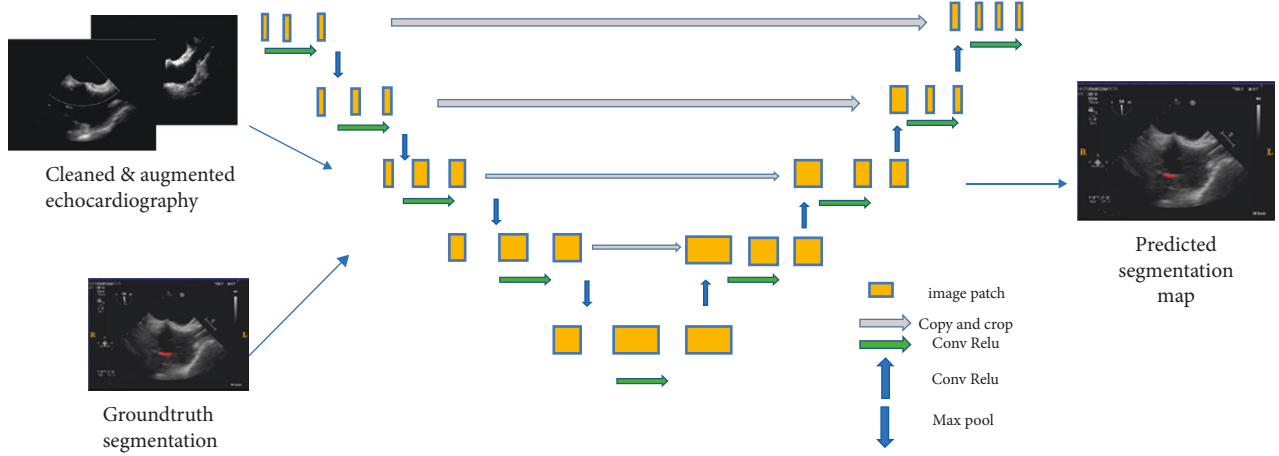 Cleaned & augmented
echocardiography
R
L
Groundtruth
segmentation
R
L
Predicted
segmentation
map
image patch
Copy and crop
Conv Relu
Conv Relu
Max pool